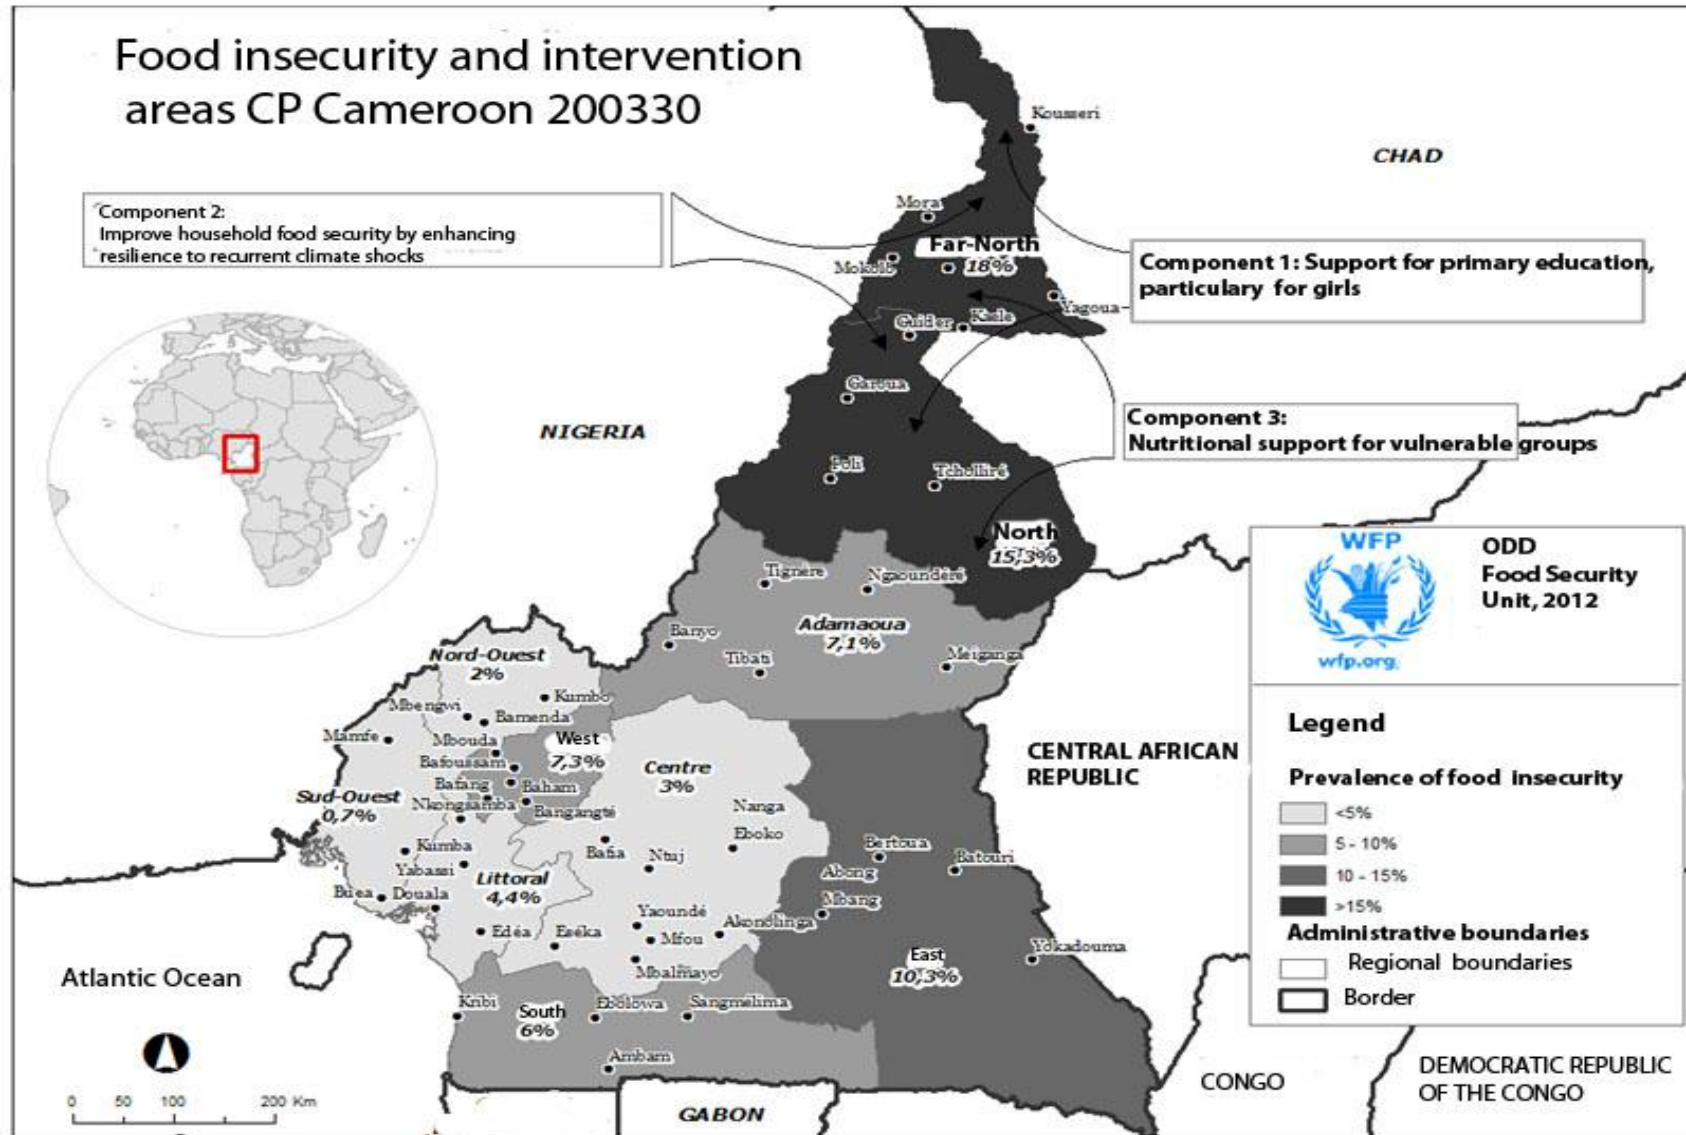 Food insecurity and intervention
areas CP Cameroon 200330
Kousseri
CHAD
Component 2:
Improve household food security by enhancing
resilience to recurrent climate shocks
Mora
Far-North
18%
Mokolo
Component 1: Support for primary education,
particulary for girls
Yagoua
Guider
Kaele
Garoua
NIGERIA
Component 3:
Nutritional support for vulnerable groups
Poli
Tcholliré
North
15,3%
WFP
wfp.org
ODD
Food Security
Unit, 2012
Tignère
Ngaoundéré
Adamaoua
7,1%
Banyo
Tibati
Meiganga
Nord-Ouest
2%
Kumbo
Mbengwi
Bamenda
Mamfe
Mbouda
West
7,3%
Bafoussam
Bafang
Baham
Nkongsamba
Bangangté
Centre
3%
Sud-Ouest
0,7%
Nanga
Eboko
Kumba
Bafia
Ntuj
Yabassi
Littoral
4,4%
Buea
Douala
Edéa
Eséka
Yaoundé
Mfou
Akonolinga
Mbalmayo
Bertoua
Batouri
Abong
Mbang
East
10,3%
Yokadouma
CENTRAL AFRICAN
REPUBLIC
Legend
Prevalence of food insecurity
<5%
5 - 10%
10 - 15%
>15%
Administrative boundaries
Regional boundaries
Border
Atlantic Ocean
Kribi
South
6%
Ebolowa
Sangmélima
Ambam
0 50 100 200 Km
GABON
CONGO
DEMOCRATIC REPUBLIC
OF THE CONGO